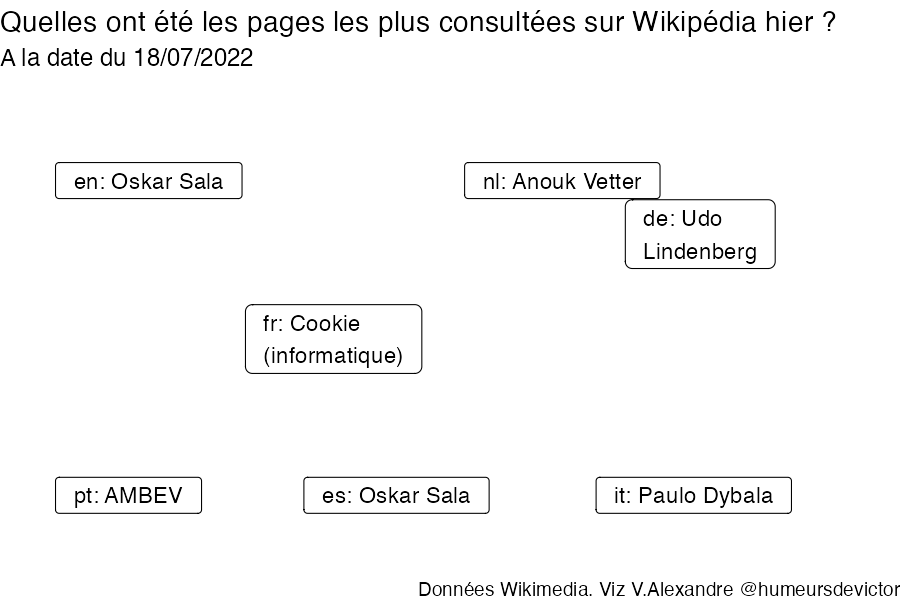 Quelles ont été les pages les plus consultées sur Wikipédia hier ?
A la date du 18/07/2022
en: Oskar Sala
nl: Anouk Vetter
de: Udo
Lindenberg
fr: Cookie
(informatique)
pt: AMBEV
es: Oskar Sala
it: Paulo Dybala
Données Wikimedia. Viz V.Alexandre @humeursdevictor